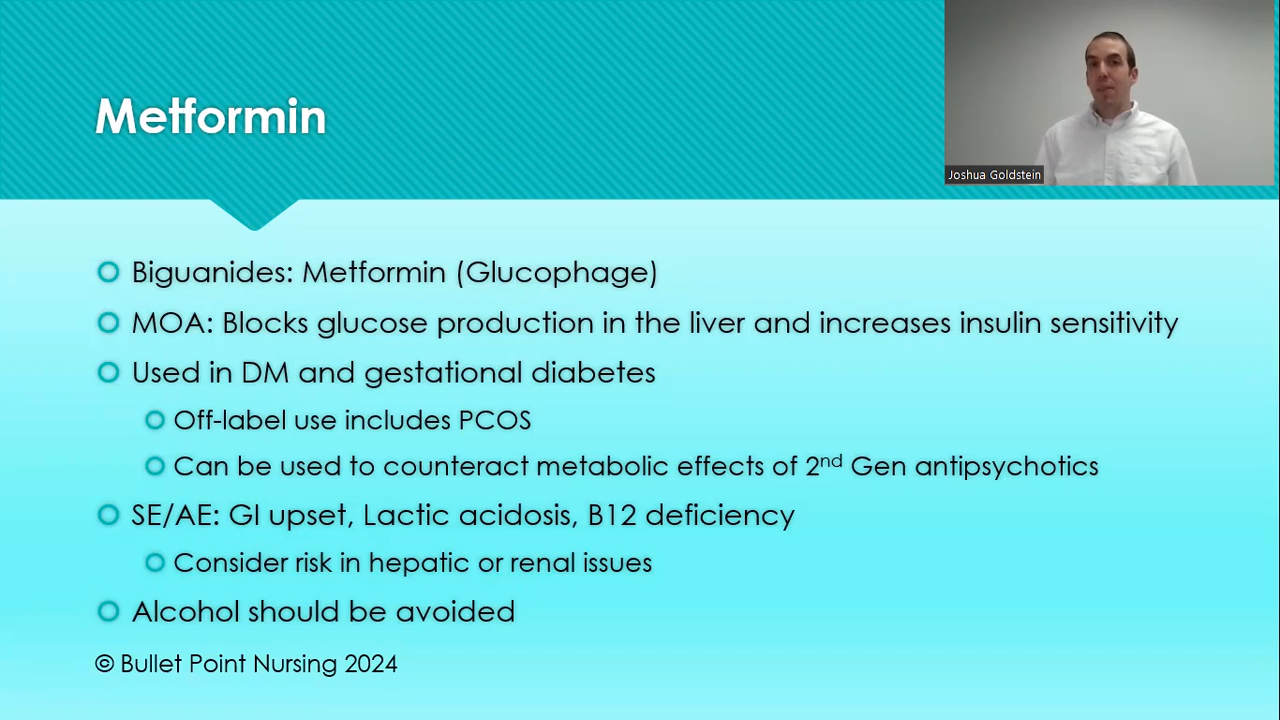 Metformin
Joshua Goldstein
Biguanides: Metformin (Glucophage)
MOA: Blocks glucose production in the liver and increases insulin sensitivity
Used in DM and gestational diabetes
Off-label use includes PCOS
Can be used to counteract metabolic effects of 2nd Gen antipsychotics
SE/AE: GI upset, Lactic acidosis, B12 deficiency
Consider risk in hepatic or renal issues
Alcohol should be avoided
© Bullet Point Nursing 2024